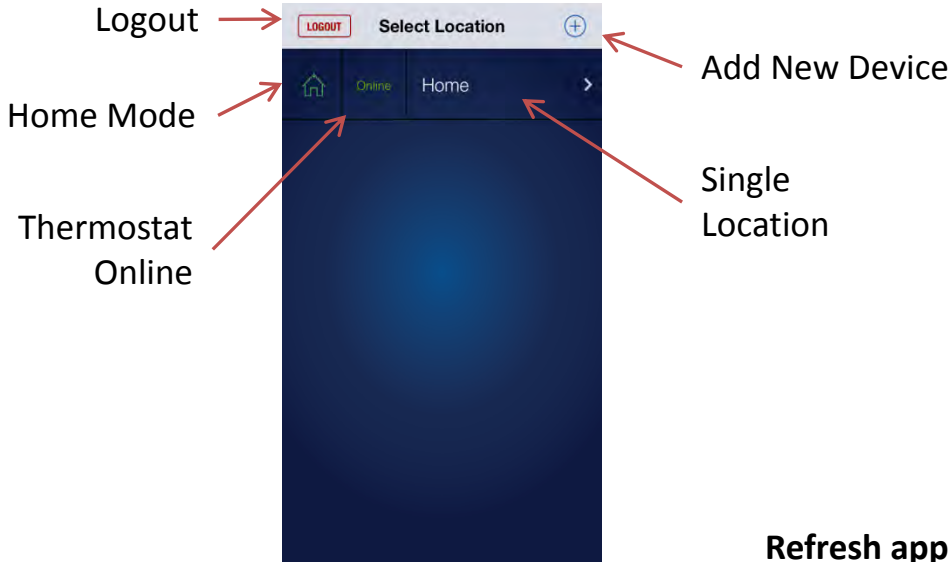 Logout
LOGOUT Select Location
Add New Device
Home Mode
Online Home
Single
Location
Thermostat
Online
Refresh app